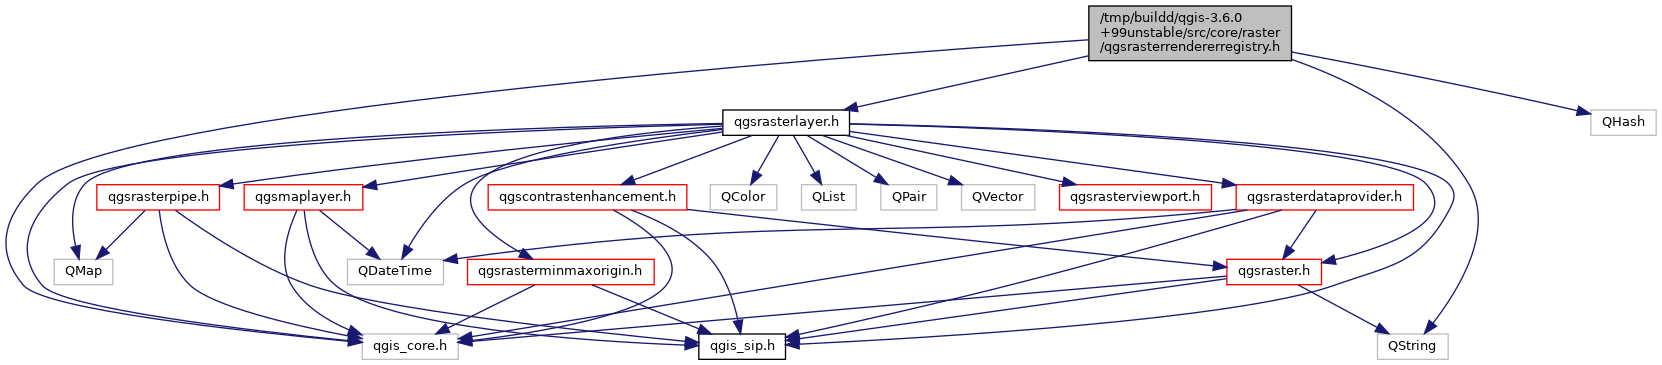 /tmp/buildd/qgis-3.6.0
+99unstable/src/core/raster
/qgsrasterrendererregistry.h
qgsrasterlayer.h
QHash
qgsrasterpipe.h
qgsmaplayer.h
qgscontrastenhancement.h
QColor
QList
QPair
QVector
qgsrasterviewport.h
qgsrasterdataprovider.h
QMap
QDateTime
qgsrasterminmaxorigin.h
qgsraster.h
qgis_core.h
qgis_sip.h
QString